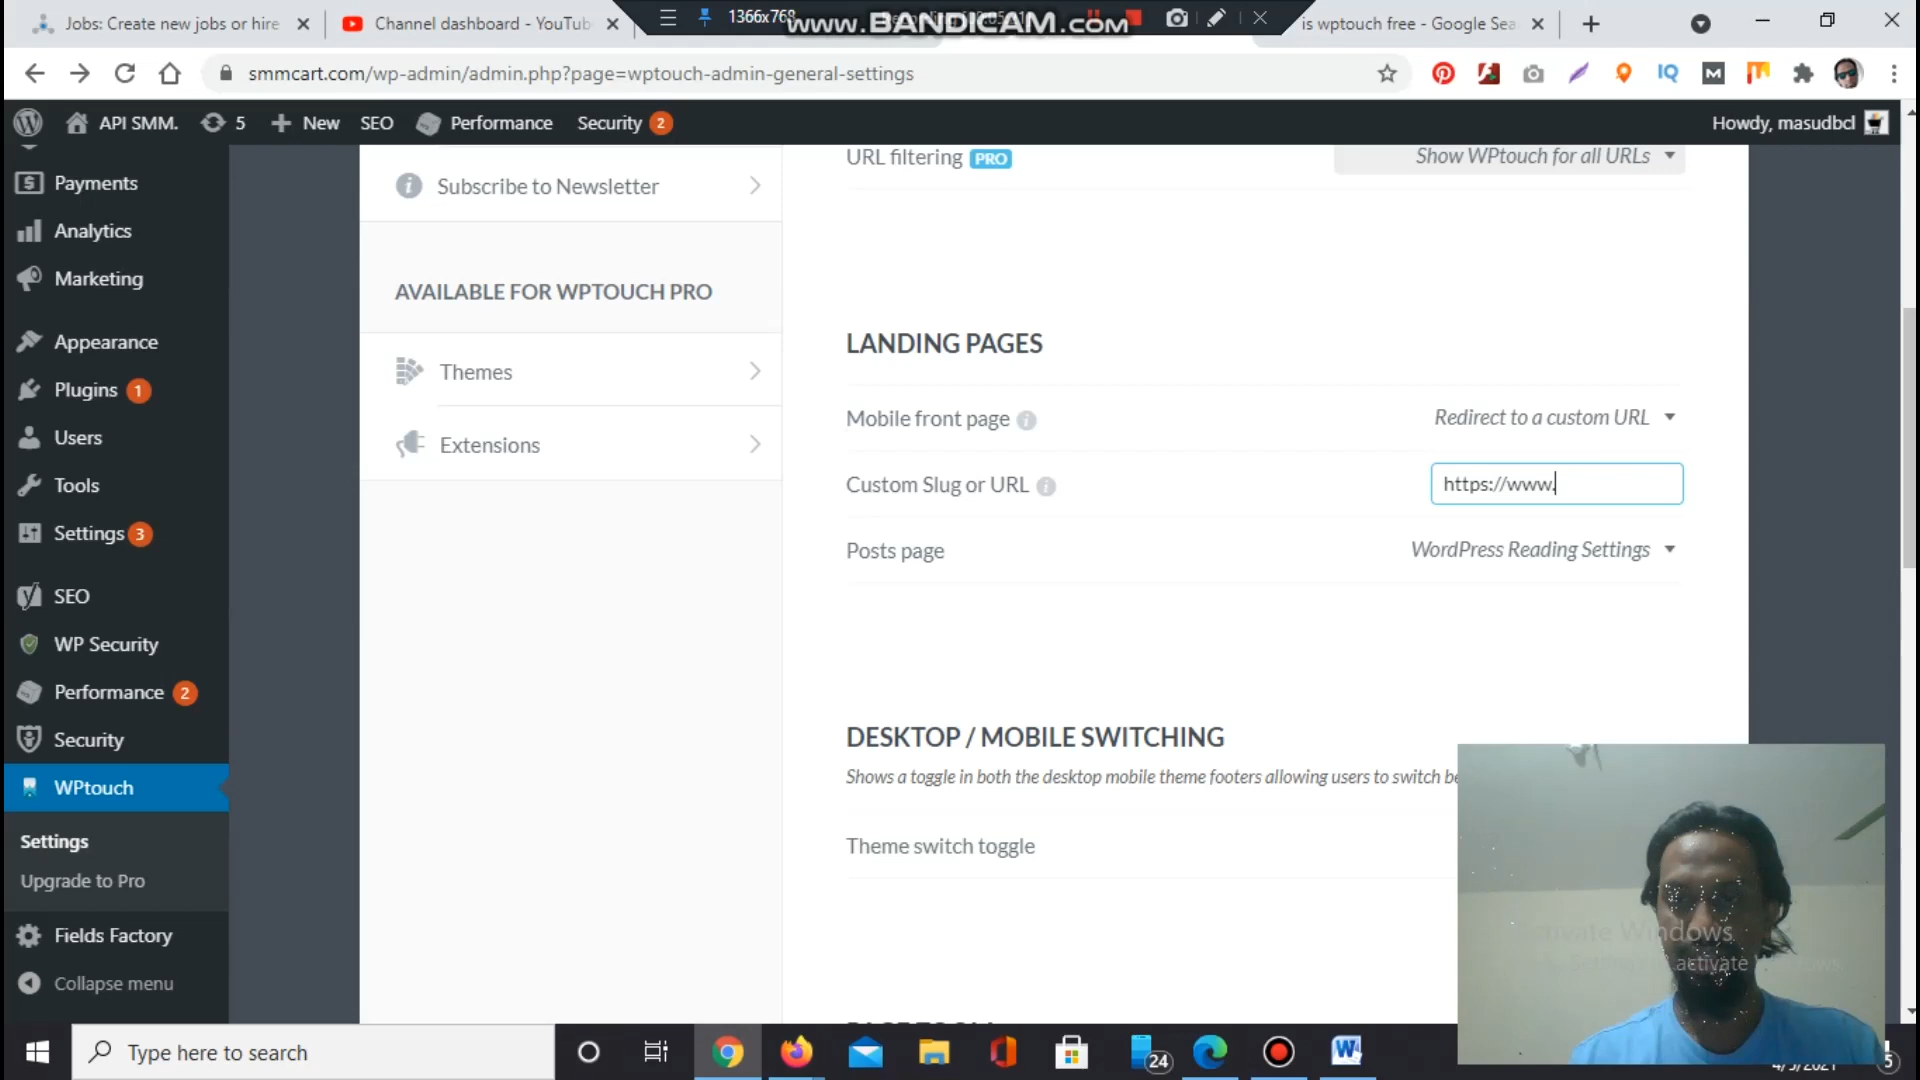 Jobs: Create new jobs or hire
Channel dashboard - YouTub
1366x768
www.BANDICAM.com
is wptouch free - Google Sea
smmcart.com/wp-admin/admin.php?page=wptouch-admin-general-settings
API SMM.
5
New
SEO
Performance
Security 2
Howdy, masudbcl
Payments
Analytics
Marketing
Appearance
Plugins 1
Users
Tools
Settings 3
SEO
WP Security
Performance 2
Security
WPtouch
Settings
Upgrade to Pro
Fields Factory
Collapse menu
Subscribe to Newsletter
AVAILABLE FOR WPTOUCH PRO
Themes
Extensions
URL filtering PRO
Show WPtouch for all URLs
LANDING PAGES
Mobile front page
Redirect to a custom URL
Custom Slug or URL
https://www.
Posts page
WordPress Reading Settings
DESKTOP / MOBILE SWITCHING
Shows a toggle in both the desktop mobile theme footers allowing users to switch be
Theme switch toggle
Type here to search
24
5